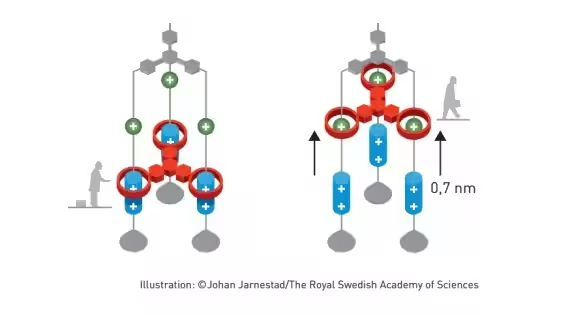 0,7 nm
Illustration: ©Johan Jarnestad/The Royal Swedish Academy of Sciences